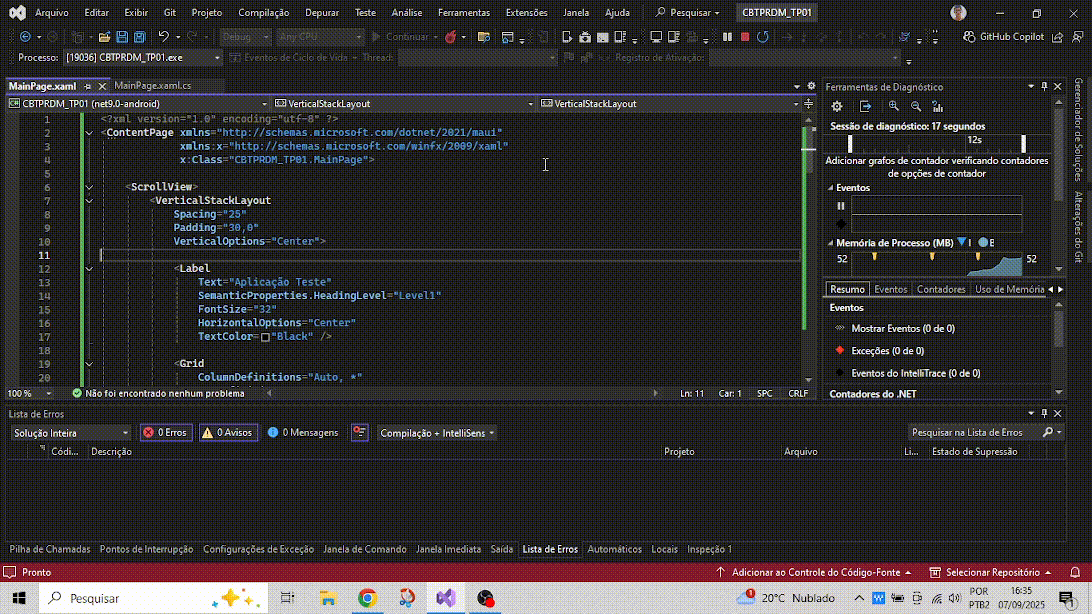 Arquivo Editar Exibir Git Projeto Compilação Depurar Teste Análise Ferramentas Extensões Janela Ajuda Pesquisar CBTPRDM_TP01
Debug Any CPU Continuar GitHub Copilot
Processo: [19036] CBTPRDM_TP01.exe Eventos de Ciclo de Vida Thread: Registro de Ativação:
MainPage.xaml MainPage.xaml.cs
CBTPRDM_TP01 (net9.0-android) VerticalStackLayout VerticalStackLayout
1 <?xml version="1.0" encoding="utf-8" ?>
2 <ContentPage xmlns="http://schemas.microsoft.com/dotnet/2021/maui"
3 xmlns:x="http://schemas.microsoft.com/winfx/2009/xaml"
4 x:Class="CBTPRDM_TP01.MainPage">
5
6 <ScrollView>
7 <VerticalStackLayout
8 Spacing="25"
9 Padding="30,0"
10 VerticalOptions="Center">
11
12 <Label
13 Text="Aplicação Teste"
14 SemanticProperties.HeadingLevel="Level1"
15 FontSize="32"
16 HorizontalOptions="Center"
17 TextColor="Black" />
18
19 <Grid
20 ColumnDefinitions="Auto, *"
100 % Não foi encontrado nenhum problema Ln: 11 Car: 1 SPC CRLF
Ferramentas de Diagnóstico
Sessão de diagnóstico: 17 segundos
12s
Adicionar grafos de contador verificando contadores
de opções de contador
Eventos
Memória de Processo (MB) I B
52 52
Resumo Eventos Contadores Uso de Memória
Eventos
Mostrar Eventos (0 de 0)
Exceções (0 de 0)
Eventos do IntelliTrace (0 de 0)
Contadores do .NET
Gerenciador de Soluções
Alterações do Git
Lista de Erros
Solução Inteira 0 Erros 0 Avisos 0 Mensagens Compilação + IntelliSens Pesquisar na Lista de Erros
Códi... Descrição Projeto Arquivo Li... Estado de Supressão
Pilha de Chamadas Pontos de Interrupção Configurações de Exceção Janela de Comando Janela Imediata Saída Lista de Erros Automáticos Locais Inspeção 1
Pronto Adicionar ao Controle do Código-Fonte Selecionar Repositório
Pesquisar 20°C Nublado POR PTB2 16:35 07/09/2025